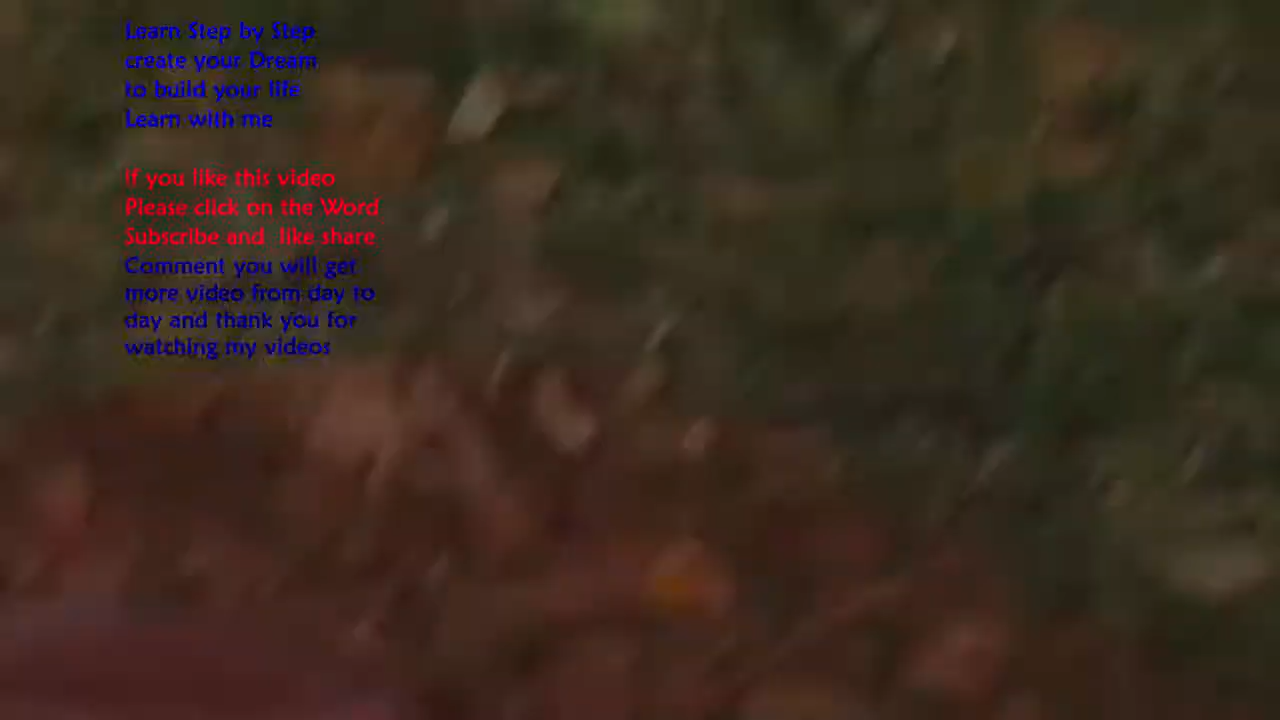 Learn Step by Step
create your Dream
to build your life
Learn with me
If you like this video
Please click on the Word
Subscribe and like share
Comment you will get
more video from day to
day and thank you for
watching my videos